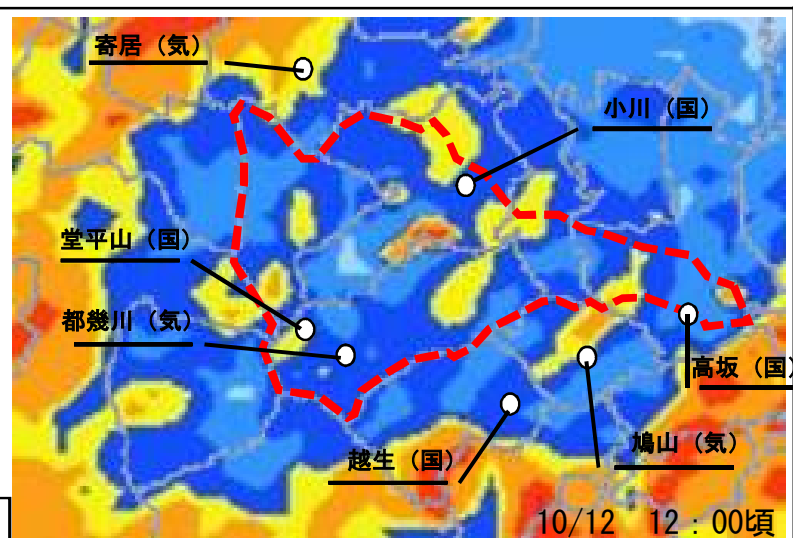 寄居（気）
小川（国）
堂平山（国）
都幾川（気）
高坂（国）
鳩山（気）
越生（国）
10/12　12：00頃